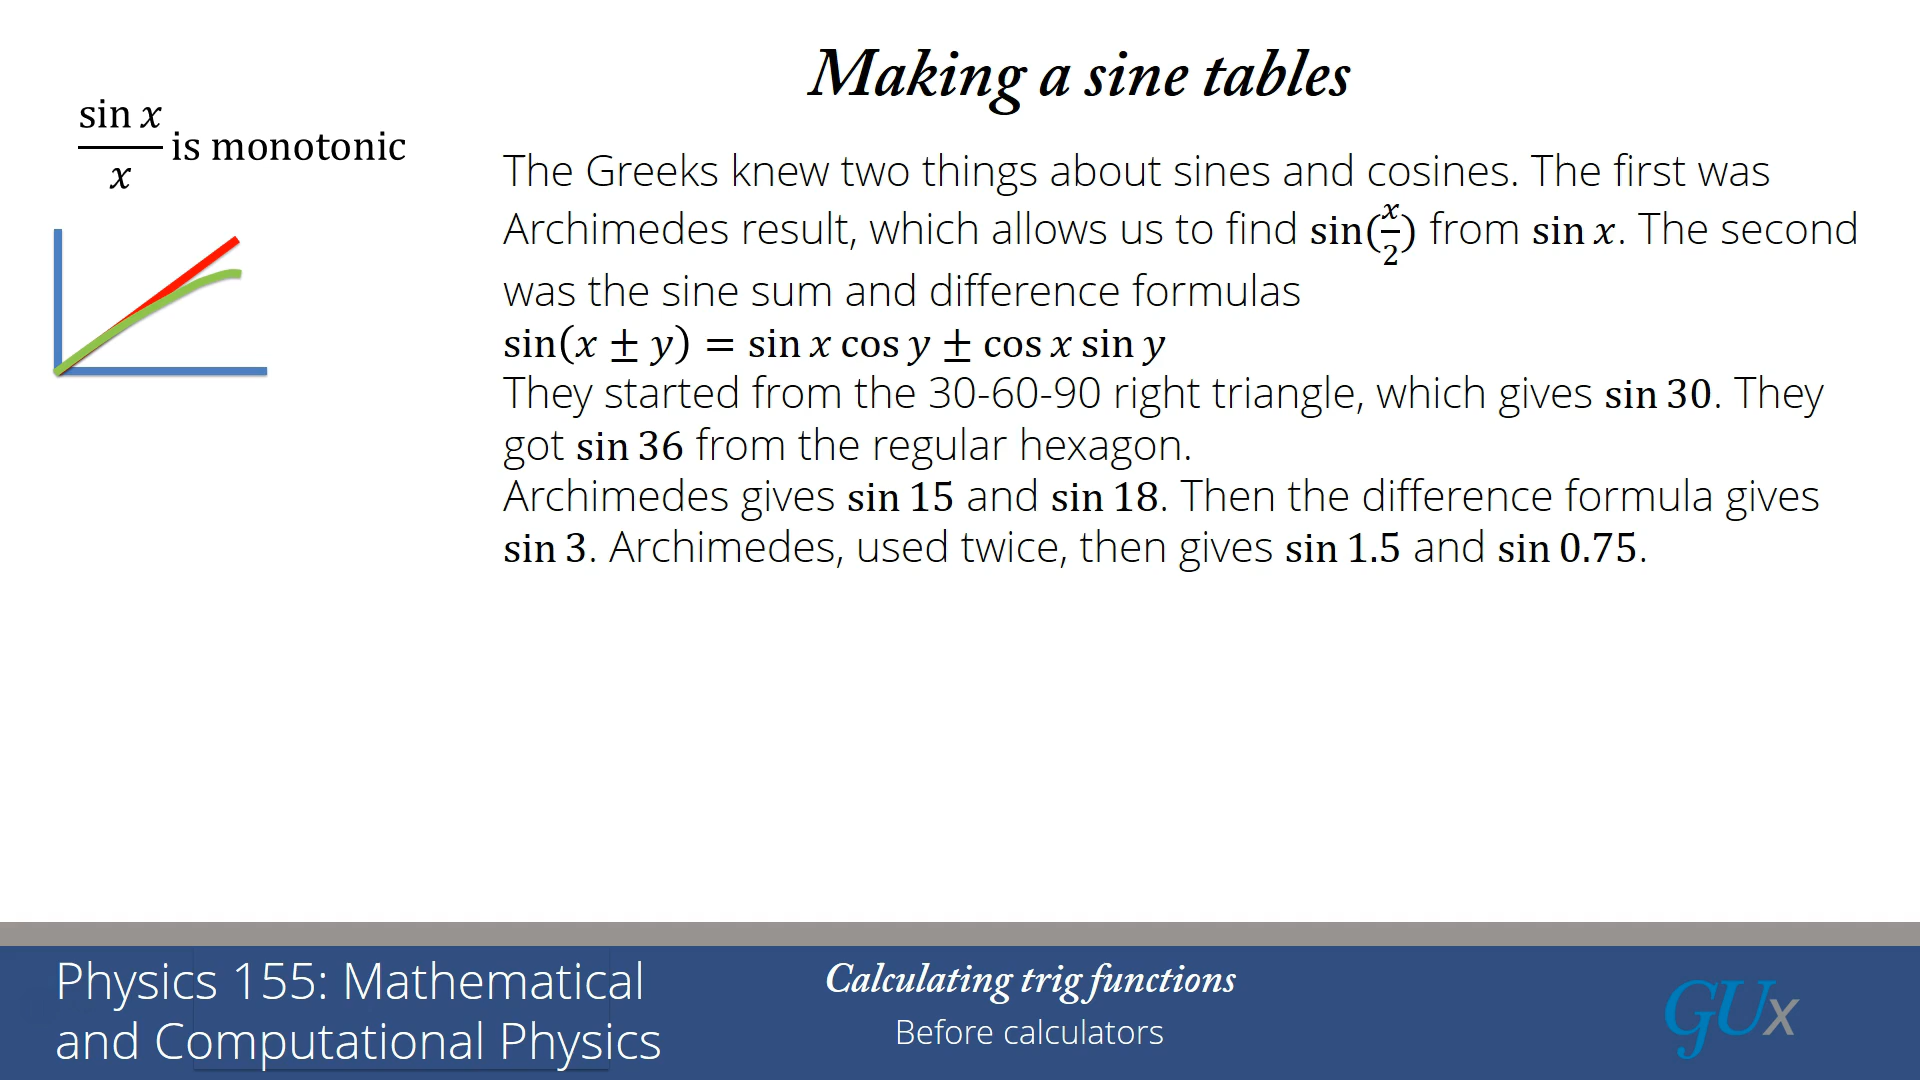 Making a sine tables
sin x
x
is monotonic
The Greeks knew two things about sines and cosines. The first was
Archimedes result, which allows us to find sin(x/2) from sin x. The second
was the sine sum and difference formulas
sin(x ± y) = sin x cos y ± cos x sin y
They started from the 30-60-90 right triangle, which gives sin 30. They
got sin 36 from the regular hexagon.
Archimedes gives sin 15 and sin 18. Then the difference formula gives
sin 3. Archimedes, used twice, then gives sin 1.5 and sin 0.75.
Physics 155: Mathematical
and Computational Physics
Calculating trig functions
Before calculators
GUx